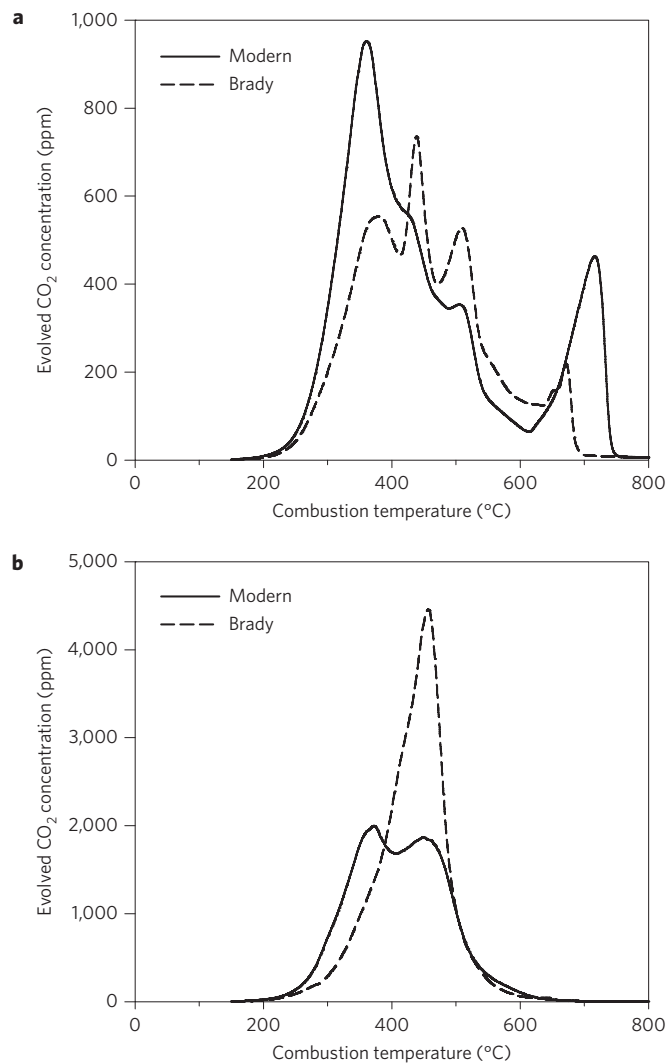 a
Evolved CO₂ concentration (ppm)
1,000
800
600
400
200
0
Modern
Brady
0 200 400 600 800
Combustion temperature (°C)
b
Evolved CO₂ concentration (ppm)
5,000
4,000
3,000
2,000
1,000
0
Modern
Brady
0 200 400 600 800
Combustion temperature (°C)